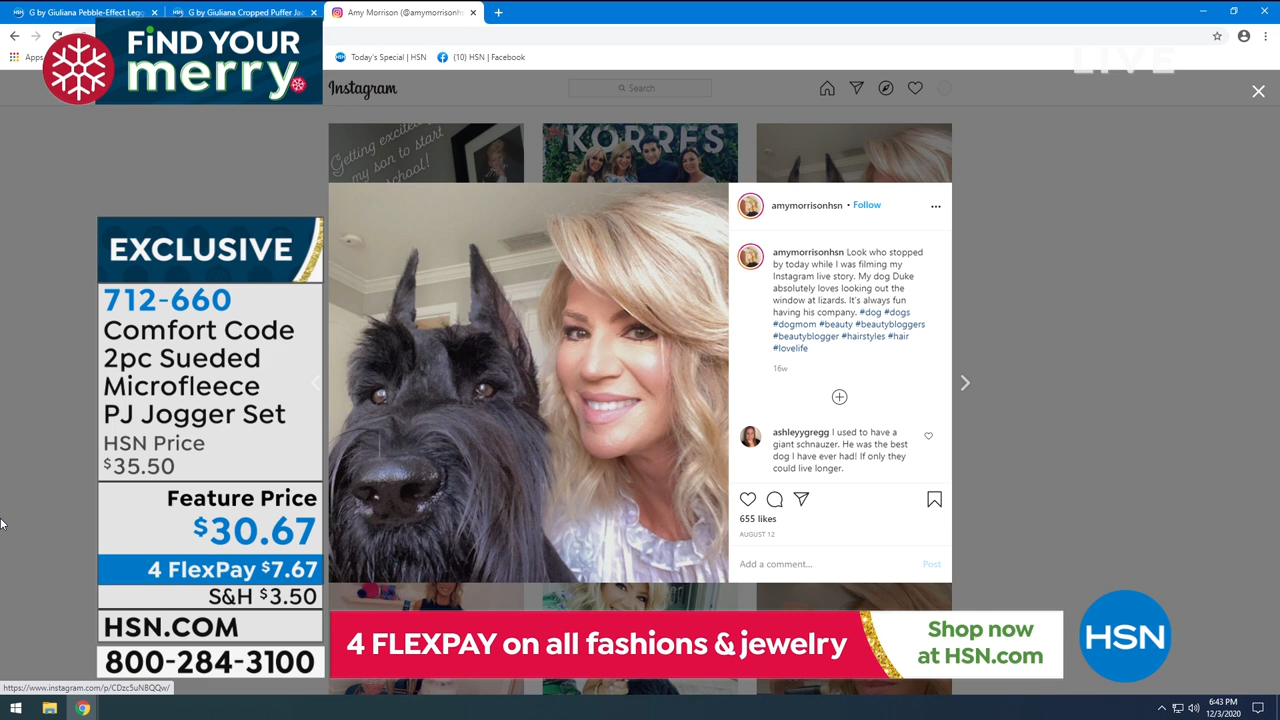 G by Giuliana Pebble-Effect Legg
G by Giuliana Cropped Puffer Jac
Amy Morrison (@amymorrisonhs
Apps
Today's Special | HSN
(10) HSN | Facebook
FiND YOUR
merry
LIVE
Instagram
Search
Getting excited
my son to start
school!
KORRES
EXCLUSIVE
712-660
Comfort Code
2pc Sueded
Microfleece
PJ Jogger Set
HSN Price
$35.50
Feature Price
$30.67
4 FlexPay $7.67
S&H $3.50
HSN.COM
800-284-3100
amymorrisonhsn • Follow
amymorrisonhsn Look who stopped
by today while I was filming my
Instagram live story. My dog Duke
absolutely loves looking out the
window at lizards. It's always fun
having his company. #dog #dogs
#dogmom #beauty #beautybloggers
#beautyblogger #hairstyles #hair
#lovelife
16w
ashleyygregg I used to have a
giant schnauzer. He was the best
dog I have ever had! If only they
could live longer.
655 likes
AUGUST 12
Add a comment...
Post
4 FLEXPAY on all fashions & jewelry
Shop now
at HSN.com
HSN
https://www.instagram.com/p/CDzc5uNBQQw/
6:43 PM
12/3/2020